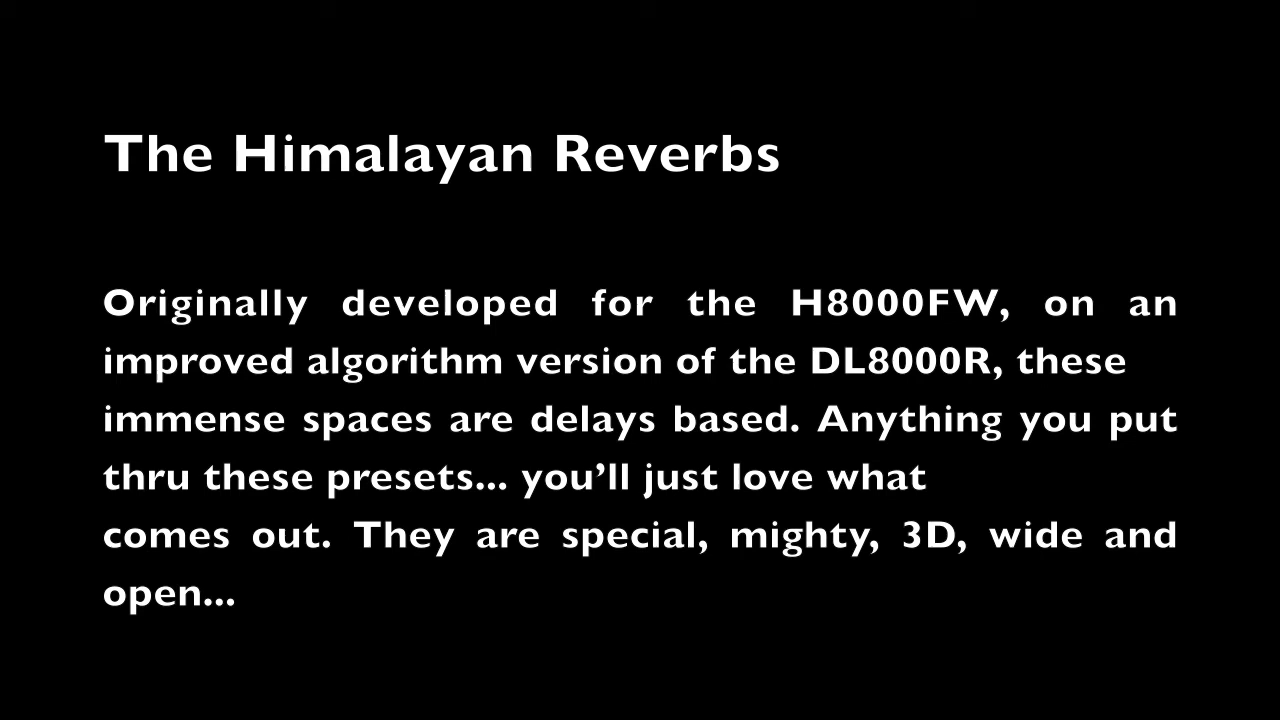 The Himalayan Reverbs
Originally developed for the H8000FW, on an
improved algorithm version of the DL8000R, these
immense spaces are delays based. Anything you put
thru these presets... you’ll just love what
comes out. They are special, mighty, 3D, wide and
open...